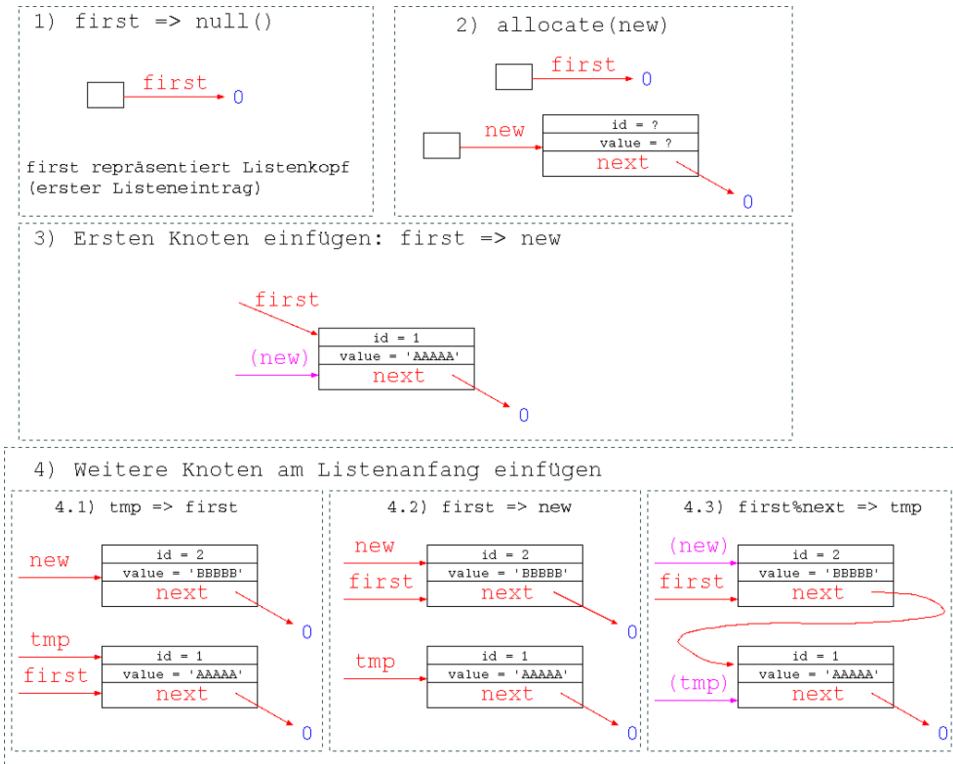 1) first => null()
first
0
first repräsentiert Listenkopf
(erster Listeneintrag)
2) allocate(new)
first
0
new
id = ?
value = ?
next
0
3) Ersten Knoten einfügen: first => new
first
(new)
id = 1
value = 'AAAAA'
next
0
4) Weitere Knoten am Listenanfang einfügen
4.1) tmp => first
new
id = 2
value = 'BBBBB'
next
0
tmp
first
id = 1
value = 'AAAAA'
next
0
4.2) first => new
new
first
id = 2
value = 'BBBBB'
next
0
tmp
id = 1
value = 'AAAAA'
next
0
4.3) first%next => tmp
(new)
first
id = 2
value = 'BBBBB'
next
(tmp)
id = 1
value = 'AAAAA'
next
0